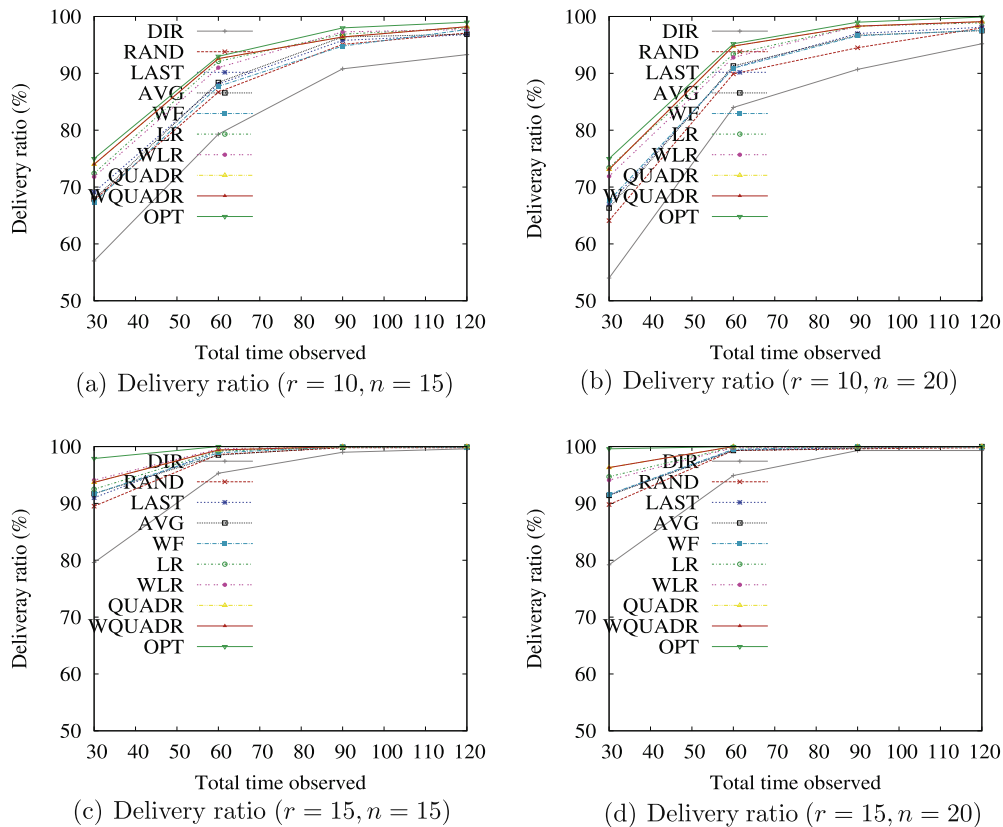 100
90
80
70
60
50
Delivery ratio (%)
DIR
RAND
LAST
AVG
WF
LR
WLR
QUADR
WQUADR
OPT
30 40 50 60 70 80 90 100 110 120
Total time observed
(a) Delivery ratio (r = 10, n = 15)
100
90
80
70
60
50
Deliveray ratio (%)
DIR
RAND
LAST
AVG
WF
LR
WLR
QUADR
WQUADR
OPT
30 40 50 60 70 80 90 100 110 120
Total time observed
(b) Delivery ratio (r = 10, n = 20)
100
90
80
70
60
50
Deliveray ratio (%)
DIR
RAND
LAST
AVG
WF
LR
WLR
QUADR
WQUADR
OPT
30 40 50 60 70 80 90 100 110 120
Total time observed
(c) Delivery ratio (r = 15, n = 15)
100
90
80
70
60
50
Deliveray ratio (%)
DIR
RAND
LAST
AVG
WF
LR
WLR
QUADR
WQUADR
OPT
30 40 50 60 70 80 90 100 110 120
Total time observed
(d) Delivery ratio (r = 15, n = 20)